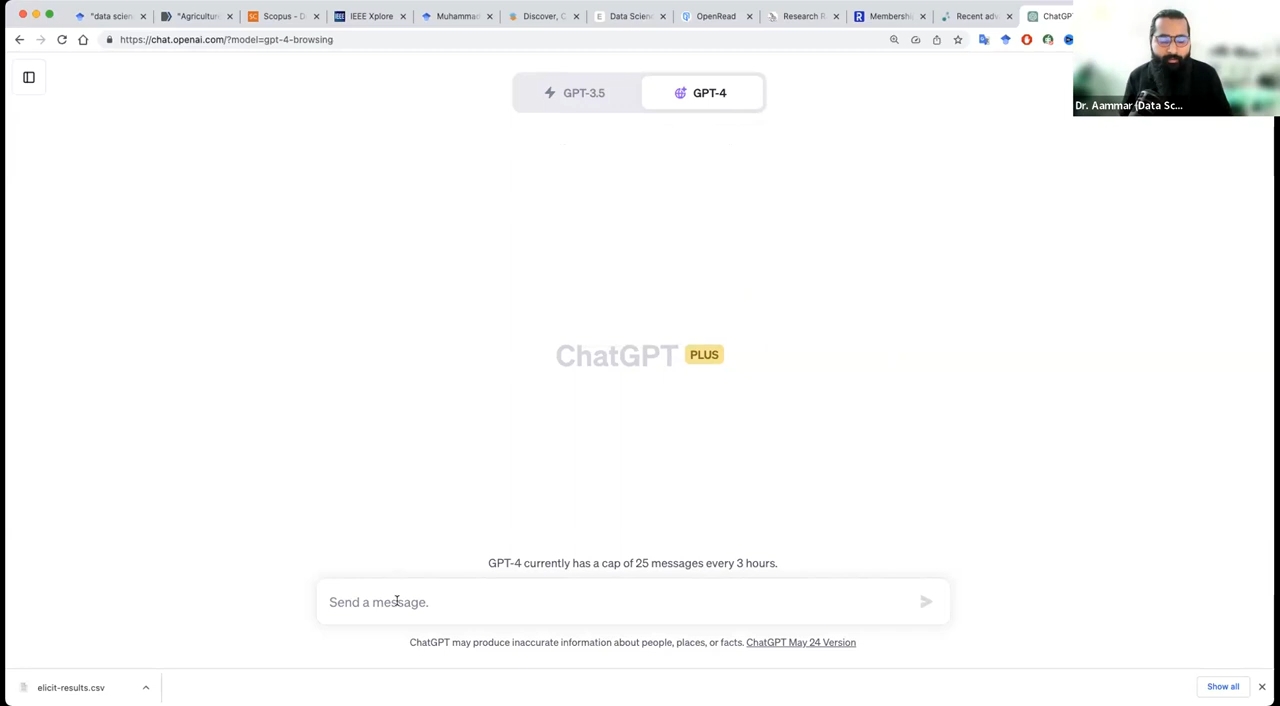 "data scien
"Agricultur
Scopus - D
IEEE Xplore
Muhammad
Discover, C
Data Scien
OpenRead
Research R
Membershi
Recent adv
ChatGPT
https://chat.openai.com/?model=gpt-4-browsing
GPT-3.5
GPT-4
Dr. Aammar (Data Sc...
ChatGPT PLUS
GPT-4 currently has a cap of 25 messages every 3 hours.
Send a message.
ChatGPT may produce inaccurate information about people, places, or facts. ChatGPT May 24 Version
elicit-results.csv
Show all